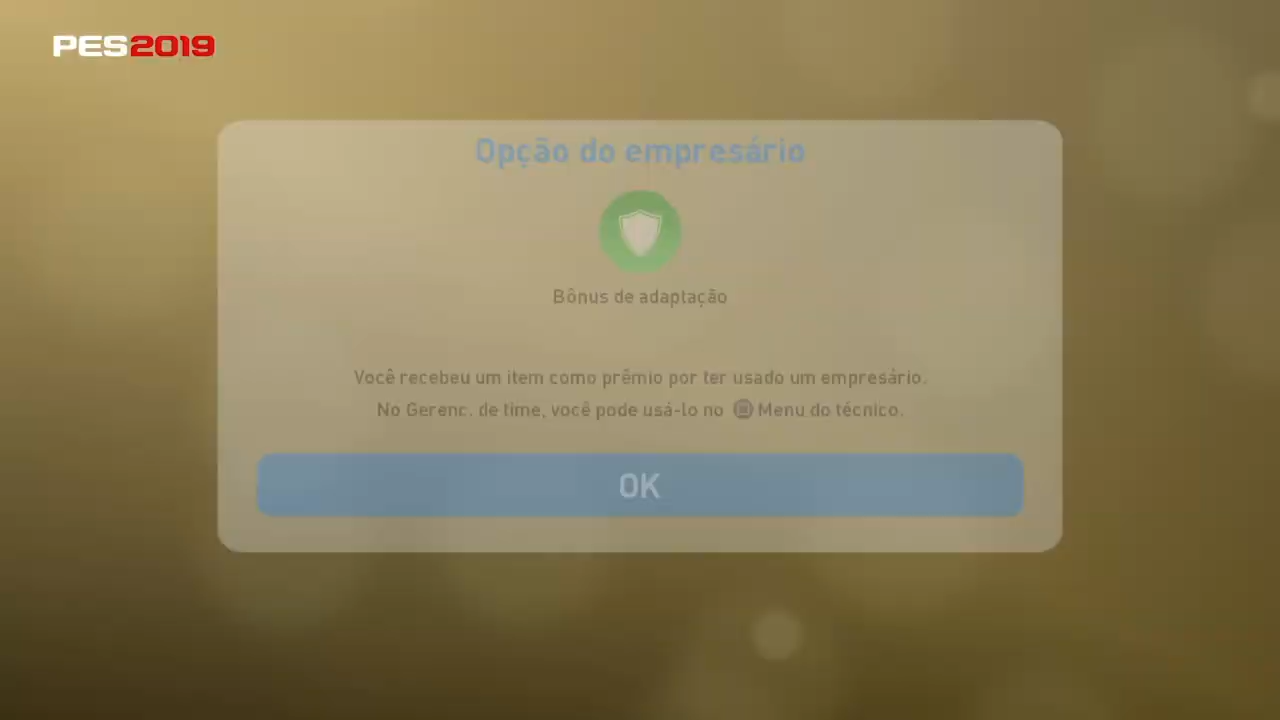 PES2019
Opção do empresário
Bônus de adaptação
Você recebeu um item como prêmio por ter usado um empresário.
No Gerenc. de time, você pode usá-lo no Menu do técnico.
OK